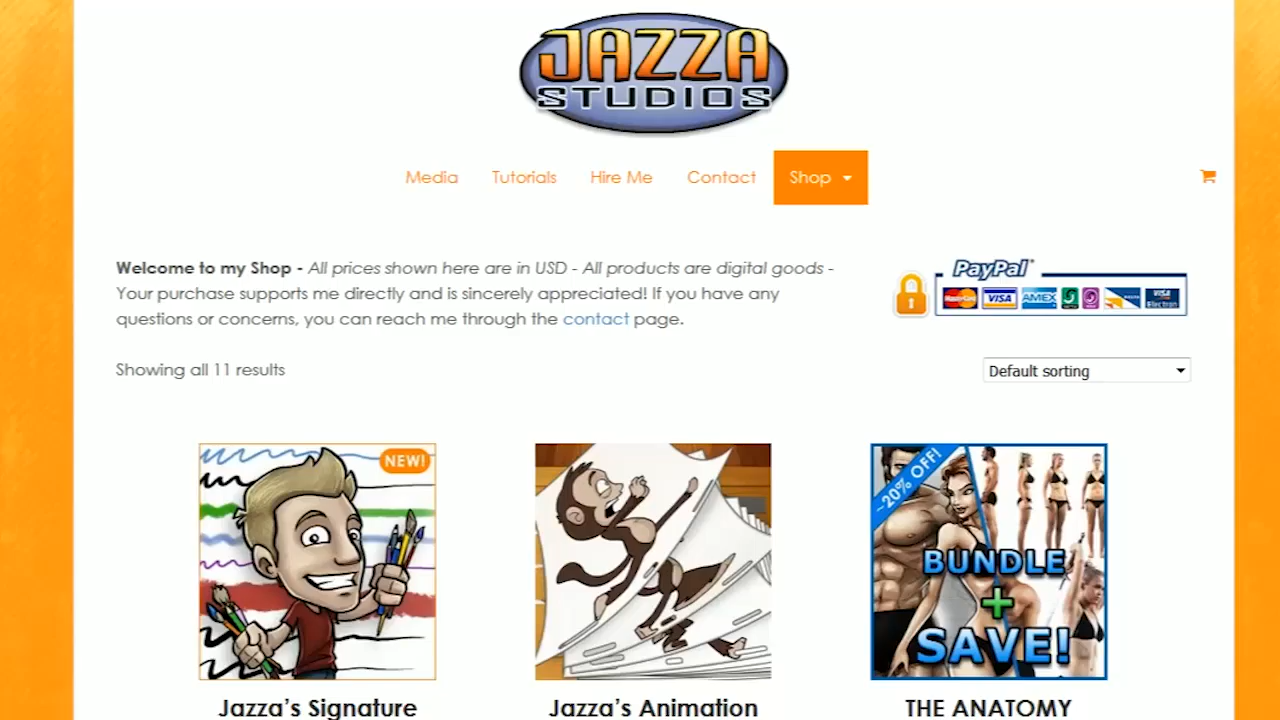 JAZZA
STUDIOS
Media Tutorials Hire Me Contact Shop
Welcome to my Shop - All prices shown here are in USD - All products are digital goods -
Your purchase supports me directly and is sincerely appreciated! If you have any
questions or concerns, you can reach me through the contact page.
PayPal
MasterCard VISA AMEX VISA Electron
Showing all 11 results
Default sorting
NEW!
-20% OFF!
BUNDLE
+
SAVE!
Jazza's Signature Jazza's Animation THE ANATOMY